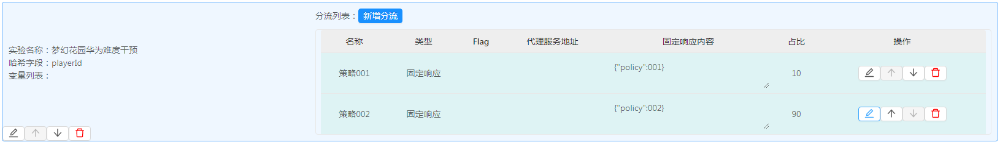 实验名称：梦幻花园华为难度干预
哈希字段：playerId
变量列表：
分流列表： 新增分流
名称 类型 Flag 代理服务地址 固定响应内容 占比 操作
策略001 固定响应 {"policy":001} 10
策略002 固定响应 {"policy":002} 90